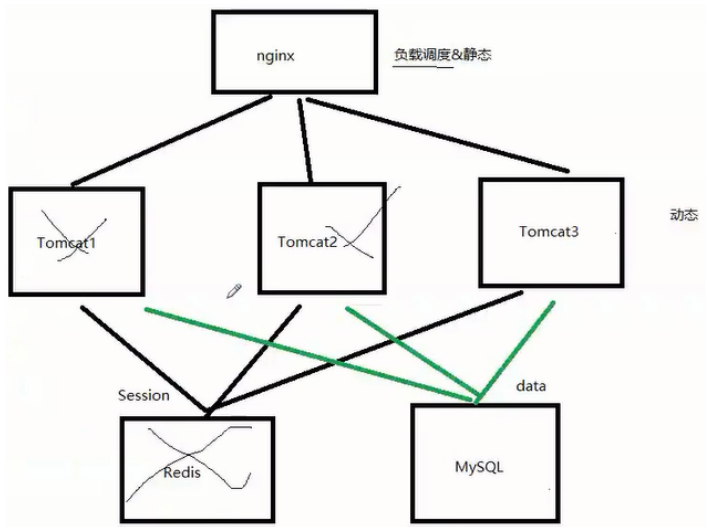 nginx
负载调度&静态
Tomcat1
Tomcat2
Tomcat3
动态
Session
data
Redis
MySQL